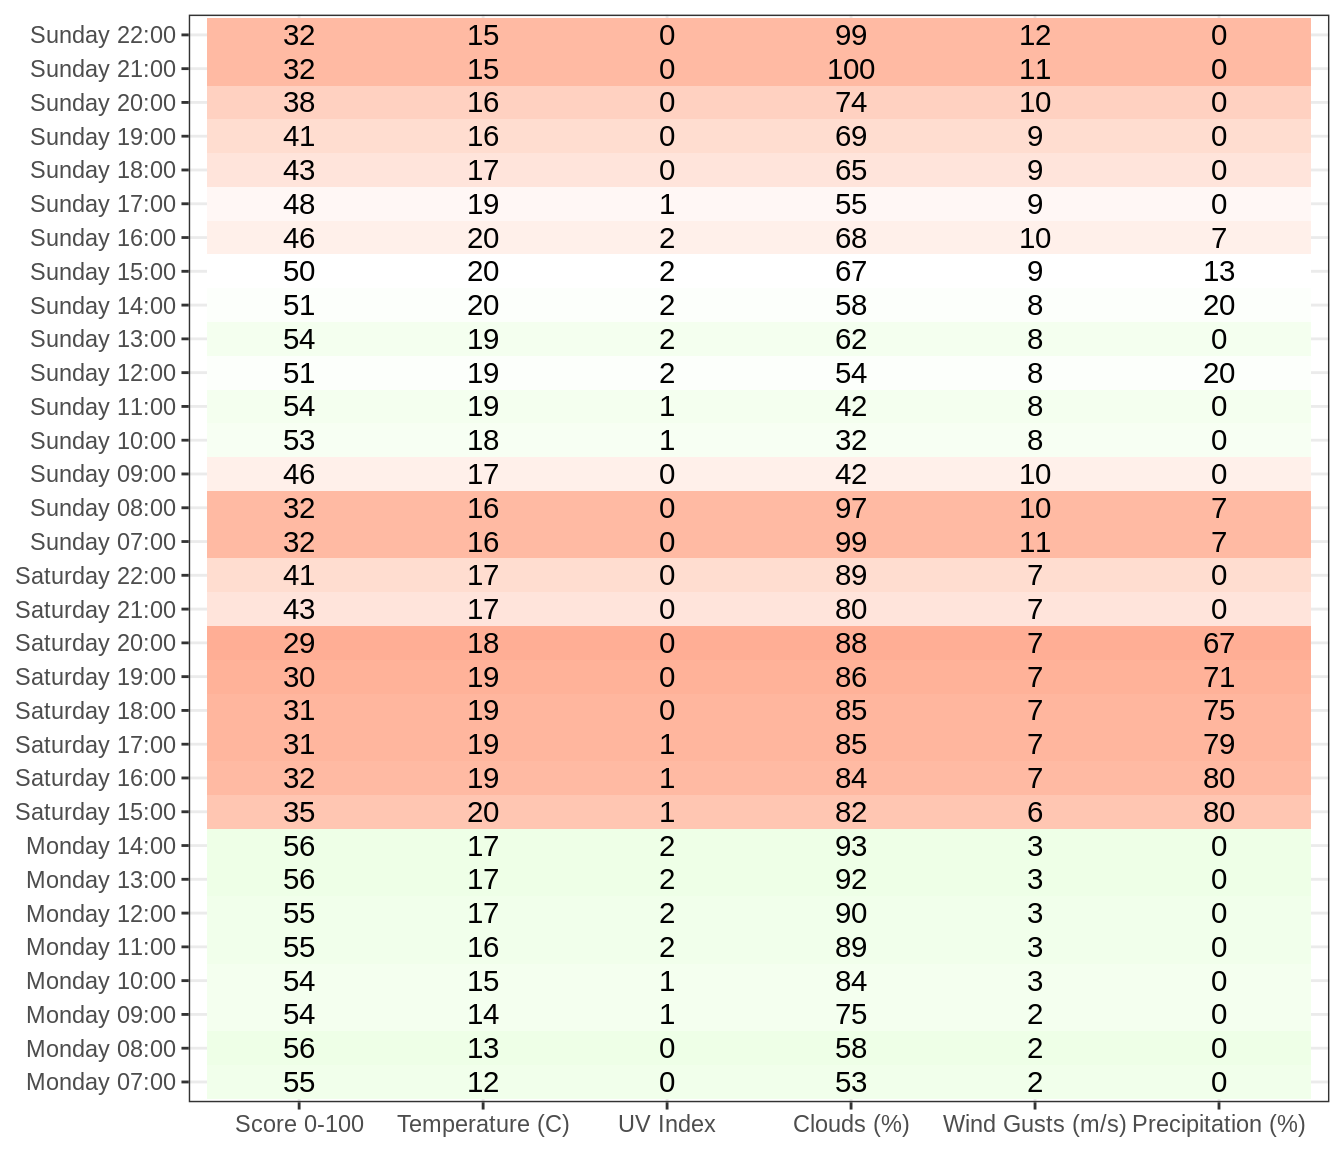 Sunday 22:00 32 15 0 99 12 0
Sunday 21:00 32 15 0 100 11 0
Sunday 20:00 38 16 0 74 10 0
Sunday 19:00 41 16 0 69 9 0
Sunday 18:00 43 17 0 65 9 0
Sunday 17:00 48 19 1 55 9 0
Sunday 16:00 46 20 2 68 10 7
Sunday 15:00 50 20 2 67 9 13
Sunday 14:00 51 20 2 58 8 20
Sunday 13:00 54 19 2 62 8 0
Sunday 12:00 51 19 2 54 8 20
Sunday 11:00 54 19 1 42 8 0
Sunday 10:00 53 18 1 32 8 0
Sunday 09:00 46 17 0 42 10 0
Sunday 08:00 32 16 0 97 10 7
Sunday 07:00 32 16 0 99 11 7
Saturday 22:00 41 17 0 89 7 0
Saturday 21:00 43 17 0 80 7 0
Saturday 20:00 29 18 0 88 7 67
Saturday 19:00 30 19 0 86 7 71
Saturday 18:00 31 19 0 85 7 75
Saturday 17:00 31 19 1 85 7 79
Saturday 16:00 32 19 1 84 7 80
Saturday 15:00 35 20 1 82 6 80
Monday 14:00 56 17 2 93 3 0
Monday 13:00 56 17 2 92 3 0
Monday 12:00 55 17 2 90 3 0
Monday 11:00 55 16 2 89 3 0
Monday 10:00 54 15 1 84 3 0
Monday 09:00 54 14 1 75 2 0
Monday 08:00 56 13 0 58 2 0
Monday 07:00 55 12 0 53 2 0
Score 0-100 Temperature (C) UV Index Clouds (%) Wind Gusts (m/s) Precipitation (%)